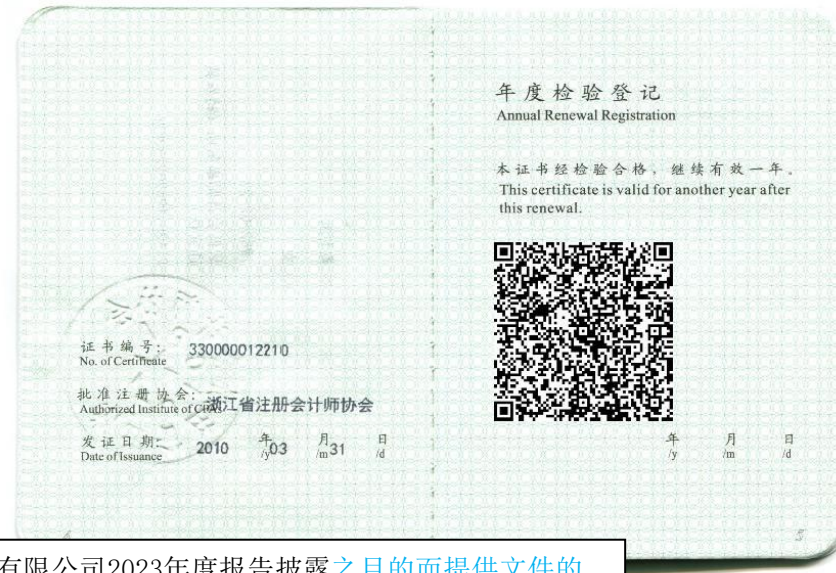 证书编号:
No. of Certificate
330000012210
批准注册协会:
Authorized Institute of CPAs
浙江省注册会计师协会
发证日期:
Date of Issuance
2010 年 03 月 31 日
/y /m /d
年度检验登记
Annual Renewal Registration
本证书经检验合格，继续有效一年。
This certificate is valid for another year after
this renewal.
年 月 日
/y /m /d
5
有限公司2023年度报告披露之目的而提供文件的